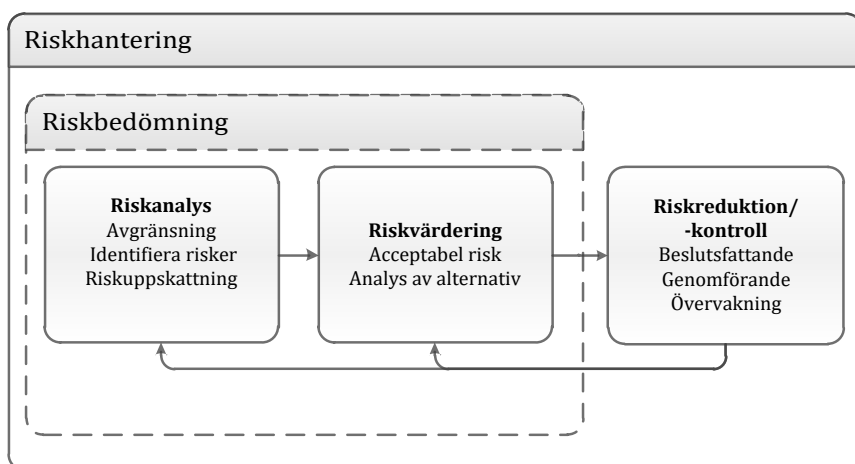 Riskhantering
Riskbedömning
Riskanalys
Avgränsning
Identifiera risker
Riskuppskattning
Riskvärdering
Acceptabel risk
Analys av alternativ
Riskreduktion/
-kontroll
Beslutsfattande
Genomförande
Övervakning